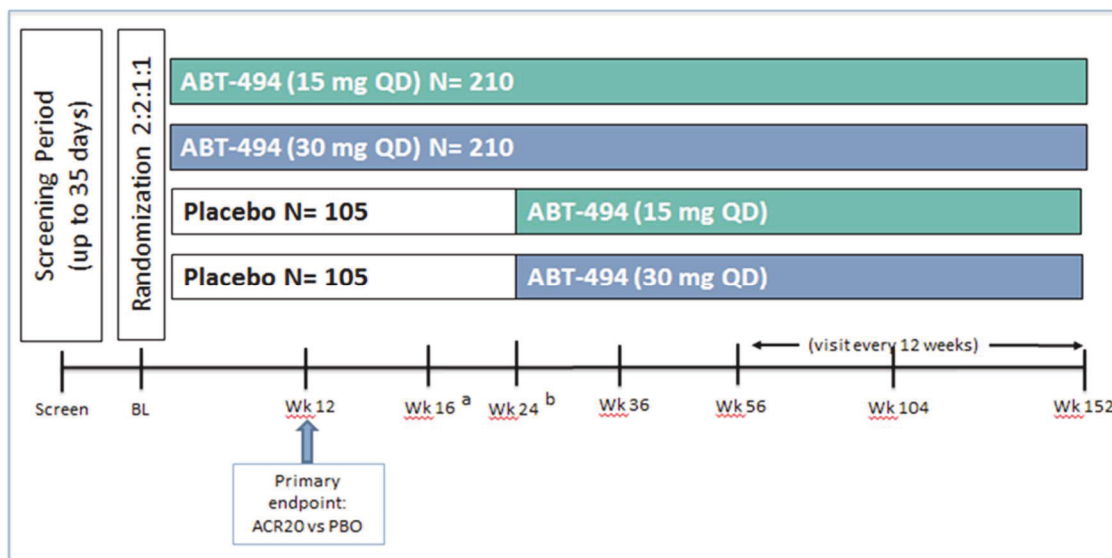 Screening Period
(up to 35 days)
Randomization 2:2:1:1
ABT-494 (15 mg QD) N= 210
ABT-494 (30 mg QD) N= 210
Placebo N= 105
ABT-494 (15 mg QD)
Placebo N= 105
ABT-494 (30 mg QD)
(visit every 12 weeks)
Screen
BL
Wk 12
Wk 16 a
Wk 24 b
Wk 36
Wk 56
Wk 104
Wk 152
Primary
endpoint:
ACR20 vs PBO